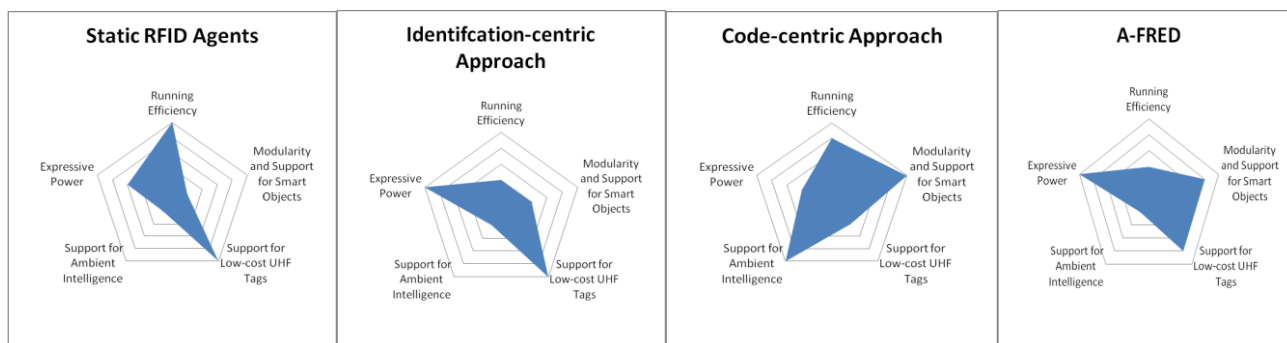 Static RFID Agents
Running
Efficiency
Expressive
Power
Modularity
and Support
for Smart
Objects
Support for
Ambient
Intelligence
Support for
Low-cost UHF
Tags
Identifcation-centric
Approach
Running
Efficiency
Expressive
Power
Modularity
and Support
for Smart
Objects
Support for
Ambient
Intelligence
Support for
Low-cost UHF
Tags
Code-centric Approach
Running
Efficiency
Expressive
Power
Modularity
and Support
for Smart
Objects
Support for
Ambient
Intelligence
Support for
Low-cost UHF
Tags
A-FRED
Running
Efficiency
Expressive
Power
Modularity
and Support
for Smart
Objects
Support for
Ambient
Intelligence
Support for
Low-cost UHF
Tags